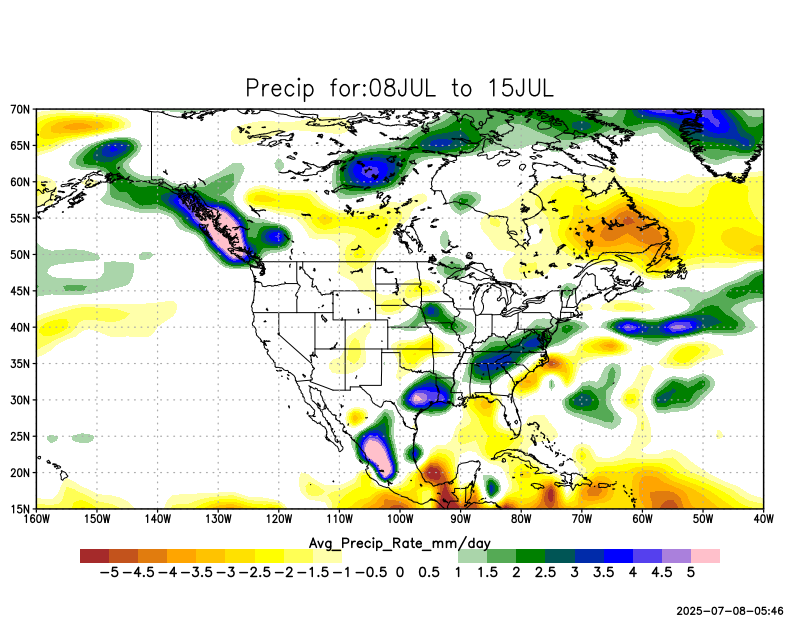 Precip for:08JUL to 15JUL
70N
65N
60N
55N
50N
45N
40N
35N
30N
25N
20N
15N
160W 150W 140W 130W 120W 110W 100W 90W 80W 70W 60W 50W 40W
Avg_Precip_Rate_mm/day
−5 −4.5 −4 −3.5 −3 −2.5 −2 −1.5 −1 −0.5 0 0.5 1 1.5 2 2.5 3 3.5 4 4.5 5
2025-07-08-05:46